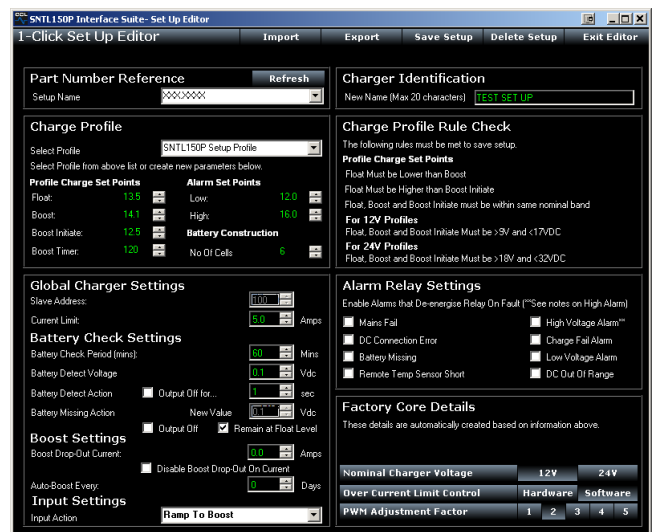 SNTL150P Interface Suite- Set Up Editor
1-Click Set Up Editor
Import
Export
Save Setup
Delete Setup
Exit Editor
Part Number Reference
Refresh
Setup Name
XXXXXXX
Charger Identification
New Name (Max 20 characters)
TEST SET UP
Charge Profile
Select Profile
SNTL150P Setup Profile
Select Profile from above list or create new parameters below.
Profile Charge Set Points
Alarm Set Points
Float: 13.5
Low: 12.0
Boost: 14.1
High: 16.0
Boost Initiate: 12.5
Battery Construction
Boost Timer: 120
No Of Cells 6
Charge Profile Rule Check
The following rules must be met to save setup.
Profile Charge Set Points
Float Must be Lower than Boost
Float Must be Higher than Boost Initiate
Float, Boost and Boost Initiate must be within same nominal band
For 12V Profiles
Float, Boost and Boost Initiate Must be >9V and <17VDC
For 24V Profiles
Float, Boost and Boost Initiate Must be >18V and <32VDC
Global Charger Settings
Slave Address: 100
Current Limit: 5.0 Amps
Battery Check Settings
Battery Check Period (mins): 60 Mins
Battery Detect Voltage 0.1 Vdc
Battery Detect Action Output Off for... 1 sec
Battery Missing Action New Value 0.1 Vdc
Output Off Remain at Float Level
Boost Settings
Boost Drop-Out Current: 0.0 Amps
Disable Boost Drop-Out On Current
Auto-Boost Every: 0 Days
Input Settings
Input Action Ramp To Boost
Alarm Relay Settings
Enable Alarms that De-energise Relay On Fault (**See notes on High Alarm)
Mains Fail
High Voltage Alarm**
DC Connection Error
Charge Fail Alarm
Battery Missing
Low Voltage Alarm
Remote Temp Sensor Short
DC Out Of Range
Factory Core Details
These details are automatically created based on information above.
Nominal Charger Voltage 12V 24V
Over Current Limit Control Hardware Software
PWM Adjustment Factor 1 2 3 4 5